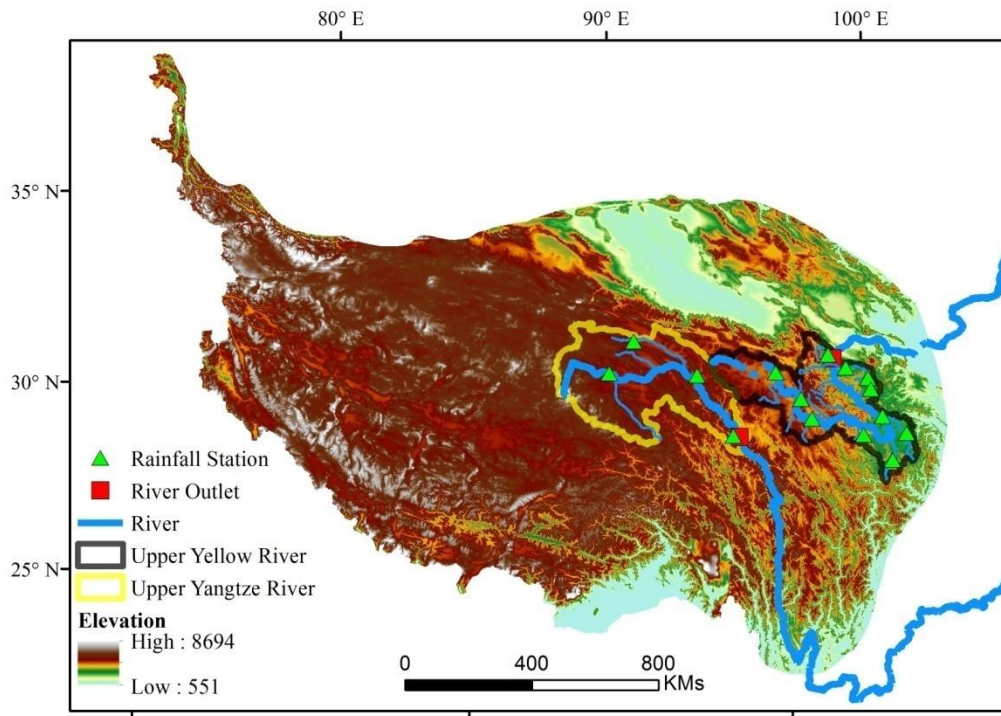 80° E 90° E 100° E
35° N
30° N
25° N
Rainfall Station
River Outlet
River
Upper Yellow River
Upper Yangtze River
Elevation
High : 8694
Low : 551
0 400 800
KMs